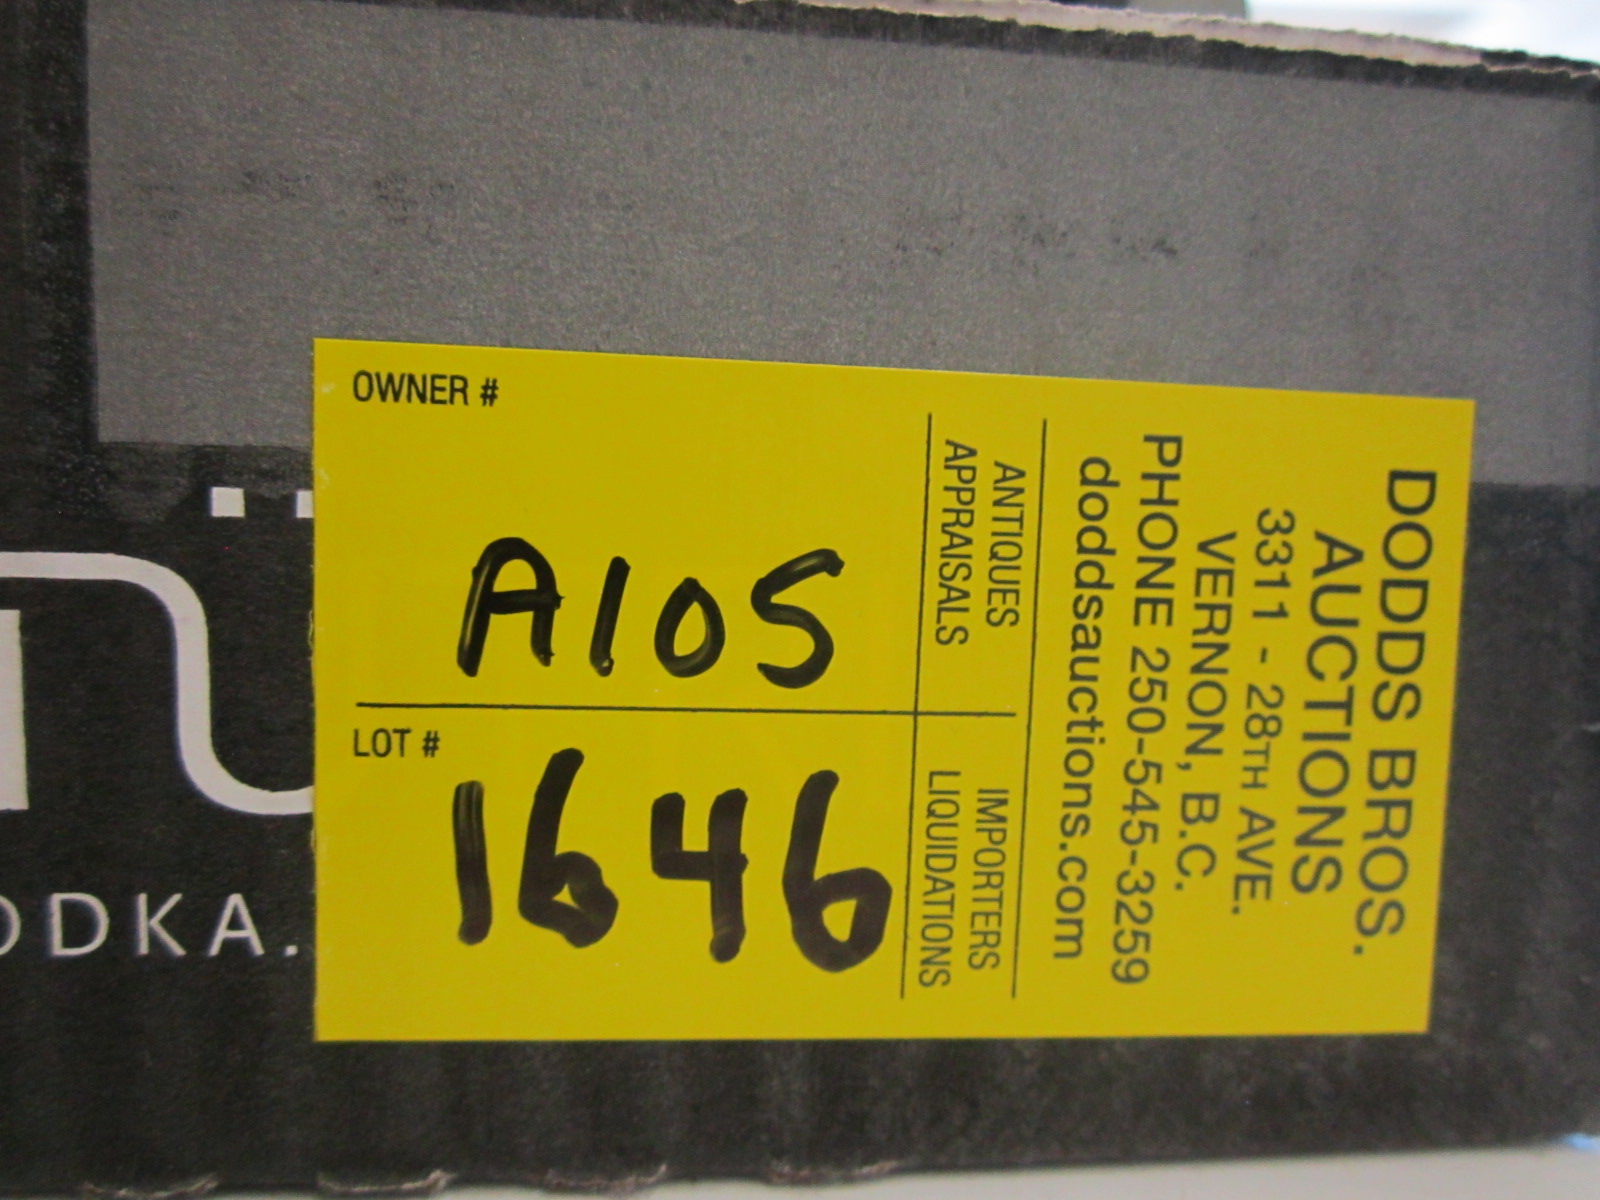 OWNER #
A105
LOT #
1646
ANTIQUES
APPRAISALS
IMPORTERS
LIQUIDATIONS
DODDS BROS.
AUCTIONS
3311 - 28TH AVE.
VERNON, B.C.
PHONE 250-545-3259
doddsauctions.com
ODKA.